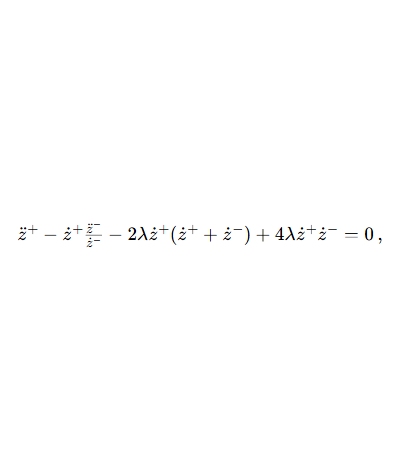 z̈⁺ − ż⁺ z̈⁻/ż⁻ − 2λż⁺(ż⁺ + ż⁻) + 4λż⁺ż⁻ = 0 ,